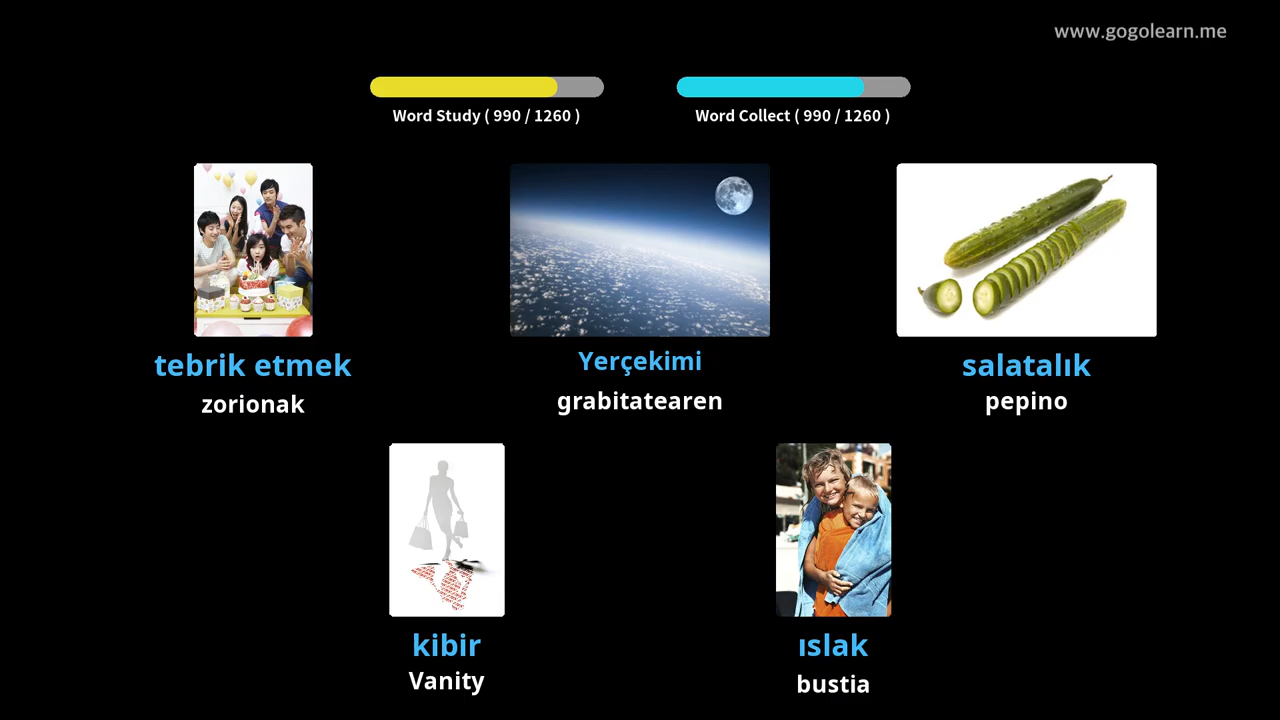 www.gogolearn.me
Word Study ( 990 / 1260 )
Word Collect ( 990 / 1260 )
tebrik etmek
zorionak
Yerçekimi
grabitatearen
salatalık
pepino
kibir
Vanity
ıslak
bustia